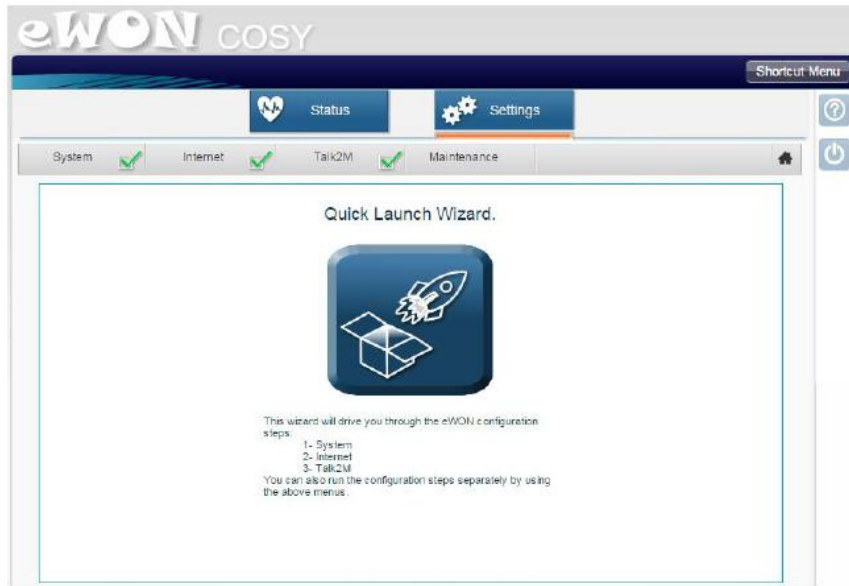 eWON COSY
Shortcut Menu
Status
Settings
System
Internet
Talk2M
Maintenance
Quick Launch Wizard.
This wizard will drive you through the eWON configuration
steps:
1- System
2- Internet
3- Talk2M
You can also run the configuration steps separately by using
the above menus.